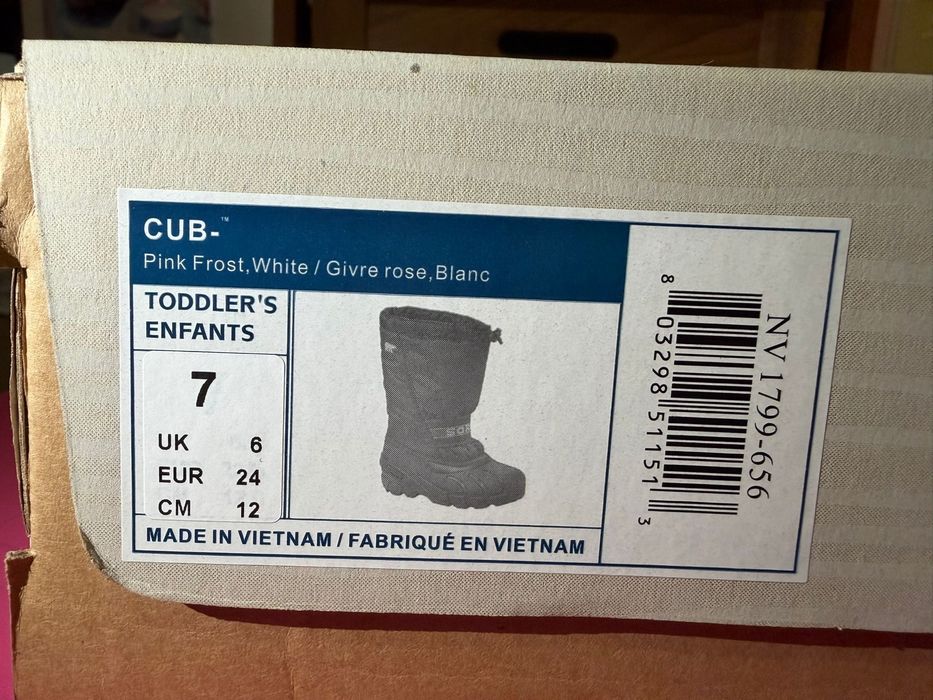 CUB-™
Pink Frost,White / Givre rose,Blanc
TODDLER'S
ENFANTS
7
UK 6
EUR 24
CM 12
MADE IN VIETNAM / FABRIQUÉ EN VIETNAM
NV 1799-656
8 03298 51151 3